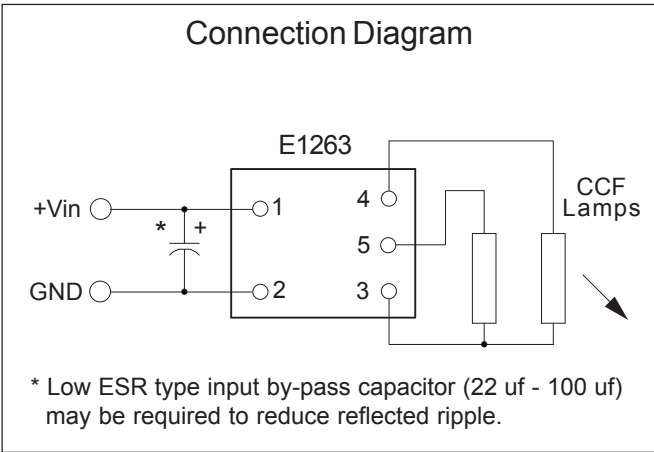 Connection Diagram
E1263
+Vin
* +
GND
1
2
4
5
3
CCF
Lamps
* Low ESR type input by-pass capacitor (22 uf - 100 uf)
may be required to reduce reflected ripple.